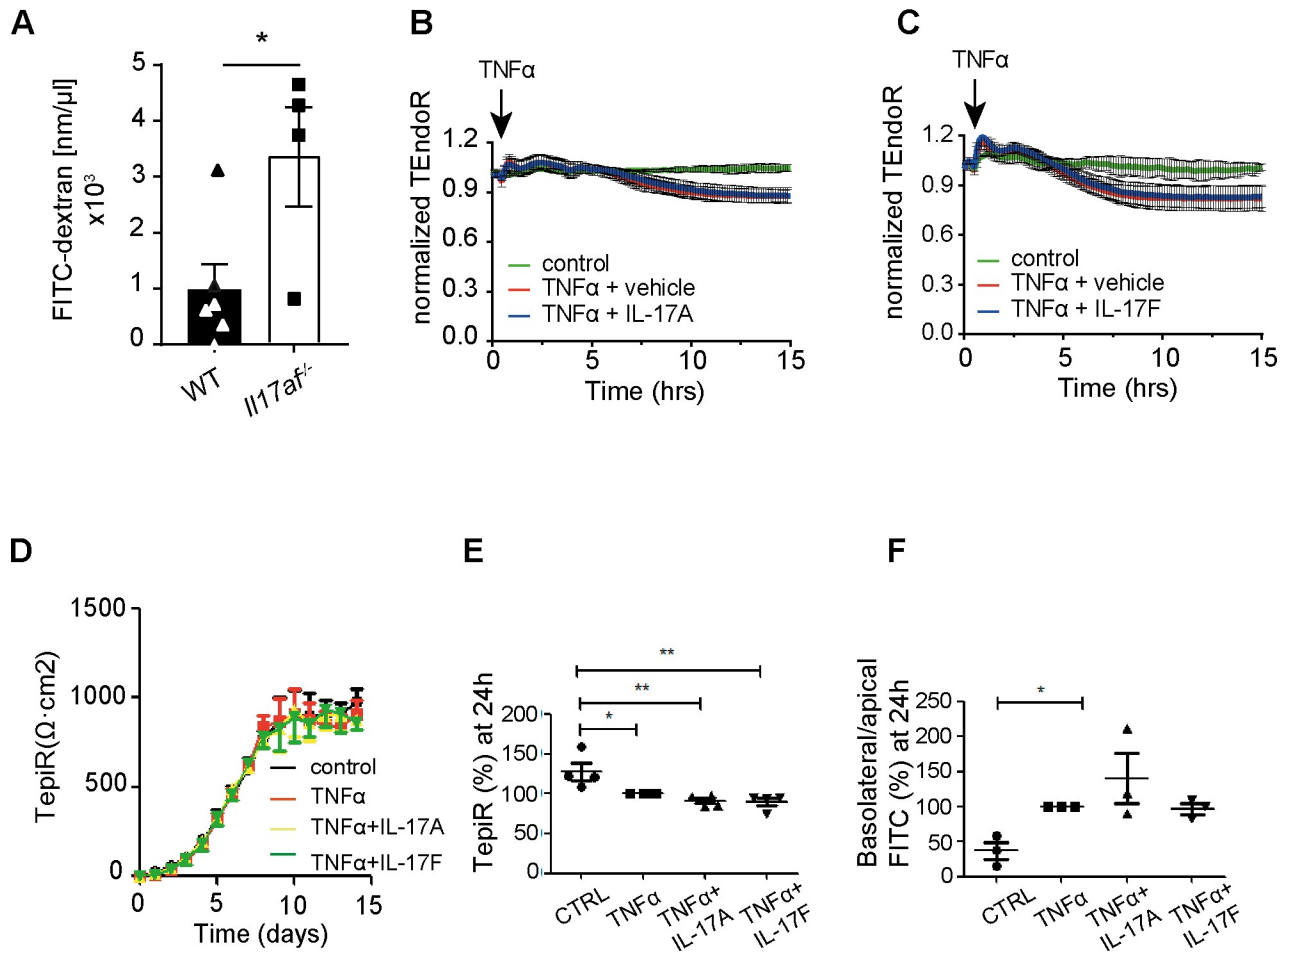 A
*
5
4
3
2
1
0
FITC-dextran [nm/µl]
x10³
WT
Il17af-/-
B
TNFα
1.2
0.9
0.6
0.3
0.0
normalized TEndoR
control
TNFα + vehicle
TNFα + IL-17A
0 5 10 15
Time (hrs)
C
TNFα
1.2
0.9
0.6
0.3
0.0
normalized TEndoR
control
TNFα + vehicle
TNFα + IL-17F
0 5 10 15
Time (hrs)
D
1500
1000
500
0
TepiR(Ω·cm2)
control
TNFα
TNFα+IL-17A
TNFα+IL-17F
0 5 10 15
Time (days)
E
**
**
*
200
150
100
50
0
TepiR (%) at 24h
CTRL
TNFα
TNFα+
IL-17A
TNFα+
IL-17F
F
*
250
200
150
100
50
0
Basolateral/apical
FITC (%) at 24h
CTRL
TNFα
TNFα+
IL-17A
TNFα+
IL-17F